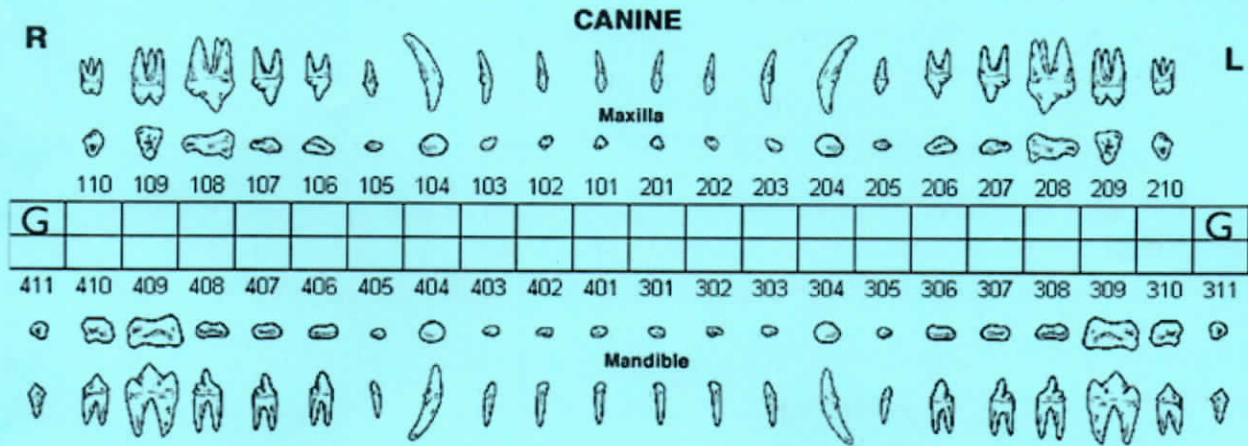 CANINE
R L
Maxilla
110 109 108 107 106 105 104 103 102 101 201 202 203 204 205 206 207 208 209 210
G G
411 410 409 408 407 406 405 404 403 402 401 301 302 303 304 305 306 307 308 309 310 311
Mandible